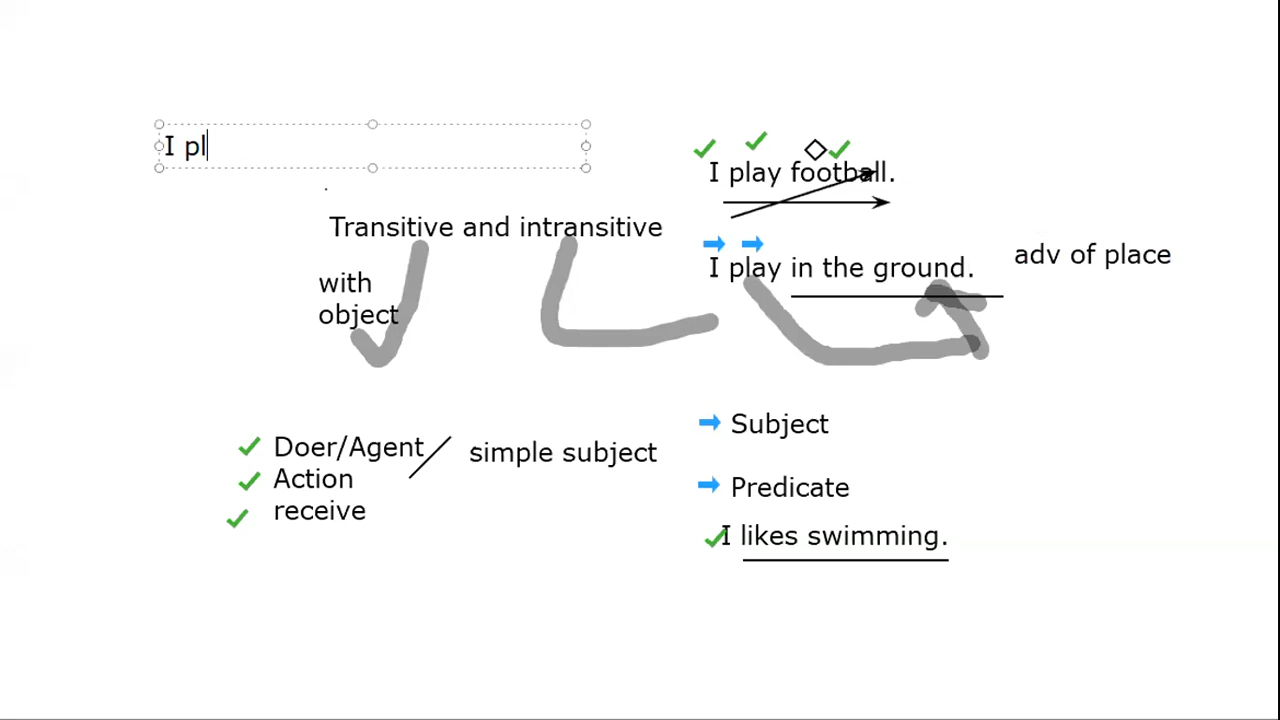 I pl
I play football.
Transitive and intransitive
with
object
I play in the ground.
adv of place
Doer/Agent
Action
receive
simple subject
Subject
Predicate
I likes swimming.